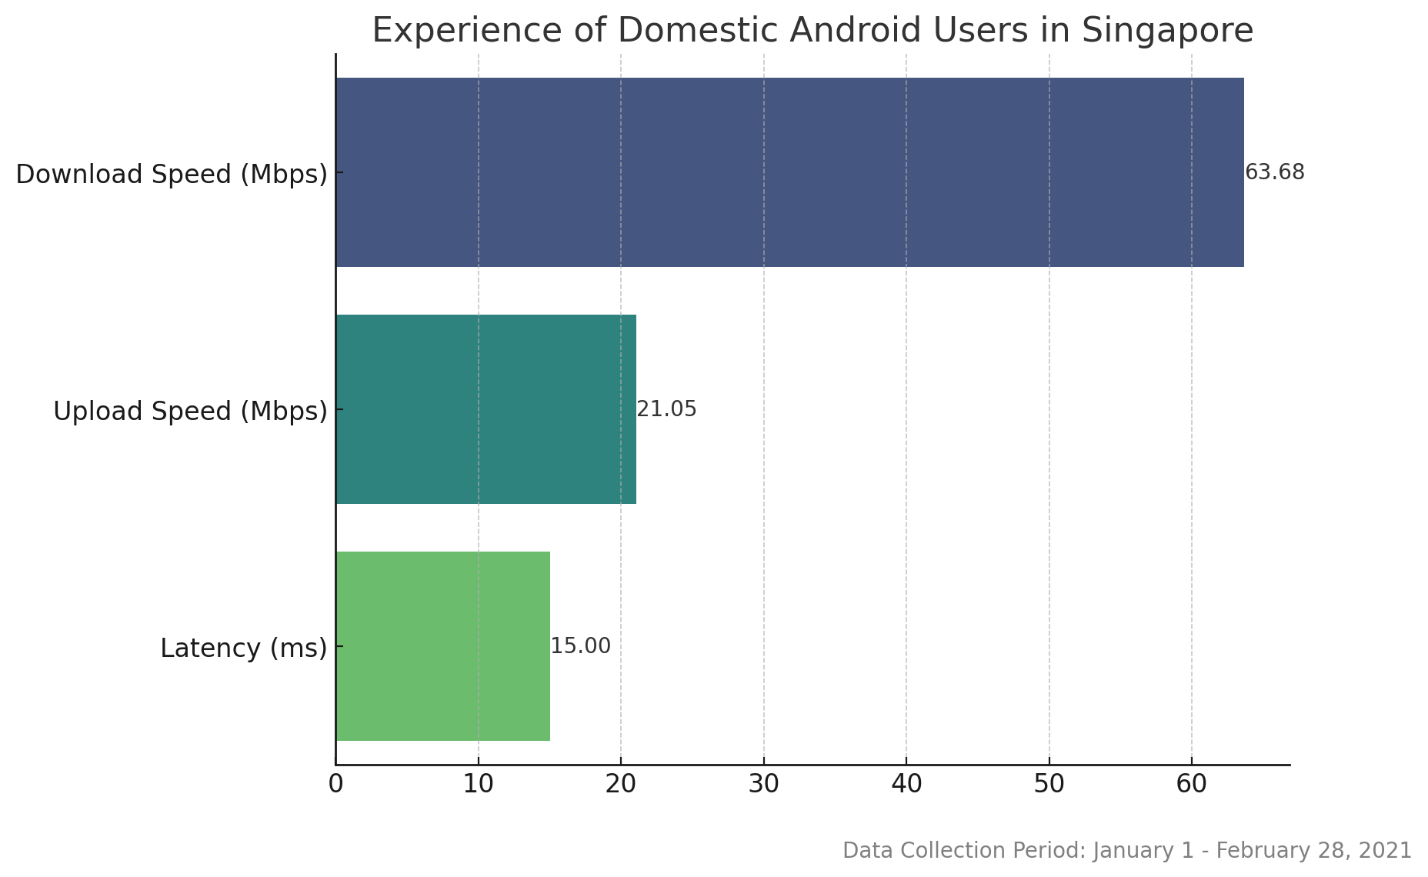 Experience of Domestic Android Users in Singapore
Download Speed (Mbps)
63.68
Upload Speed (Mbps)
21.05
Latency (ms)
15.00
0 10 20 30 40 50 60
Data Collection Period: January 1 - February 28, 2021